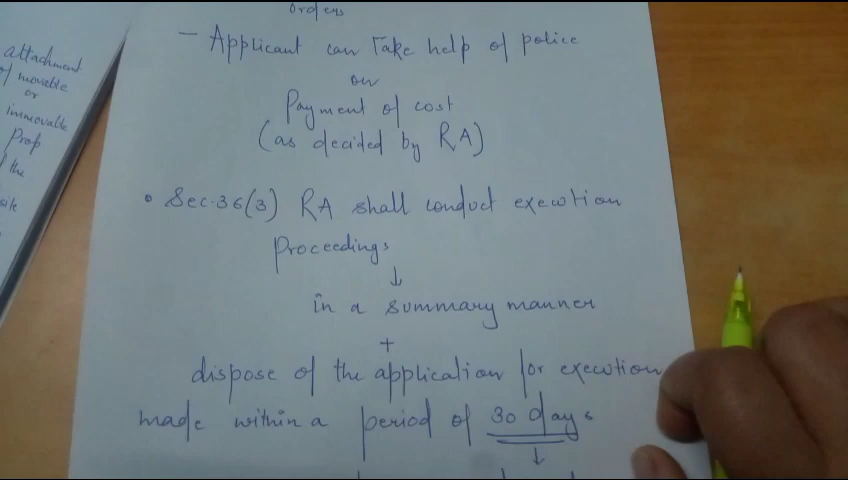 attachment
of movable
or
immovable
Prop
the
site
orders
– Applicant can Take help of police
on
Payment of cost
(as decided by RA)
• Sec-36(3) RA shall conduct execution
Proceedings
↓
in a summary manner
+
dispose of the application for execution
made within a period of 30 days
↓